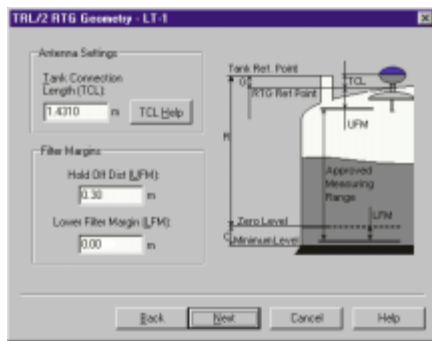 TRL/2 RTG Geometry - LT-1
Antenna Settings
Tank Connection
Length (TCL):
1.4310 m TCL Help
Filter Margins
Hold Off Dist (UFM):
0.30 m
Lower Filter Margin (LFM):
0.00 m
Tank Ref. Point
G
TCL
RTG Ref Point
UFM
R
Approved
Measuring
Range
LFM
Zero Level
C
Minimum Level
Back Next Cancel Help